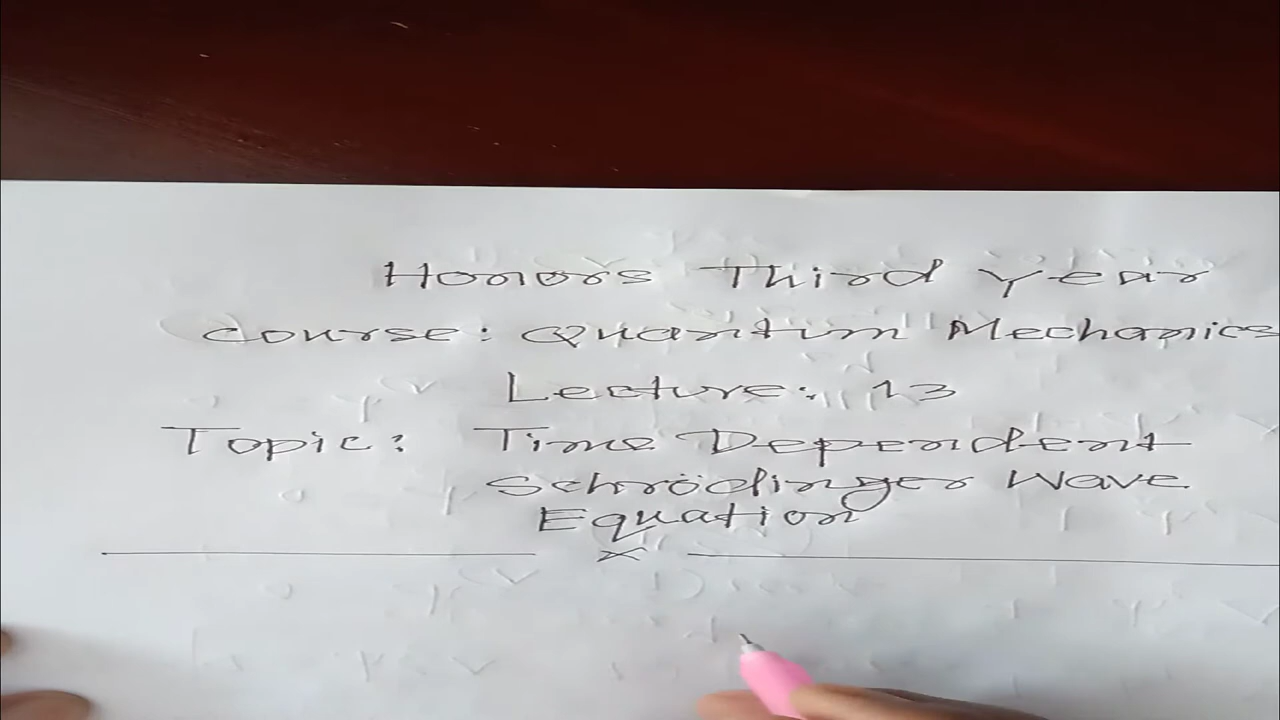 Honors Third Year
Course: Quantum Mechanics
Lecture: 13
Topic: Time Dependent
Schrödinger Wave
Equation
×